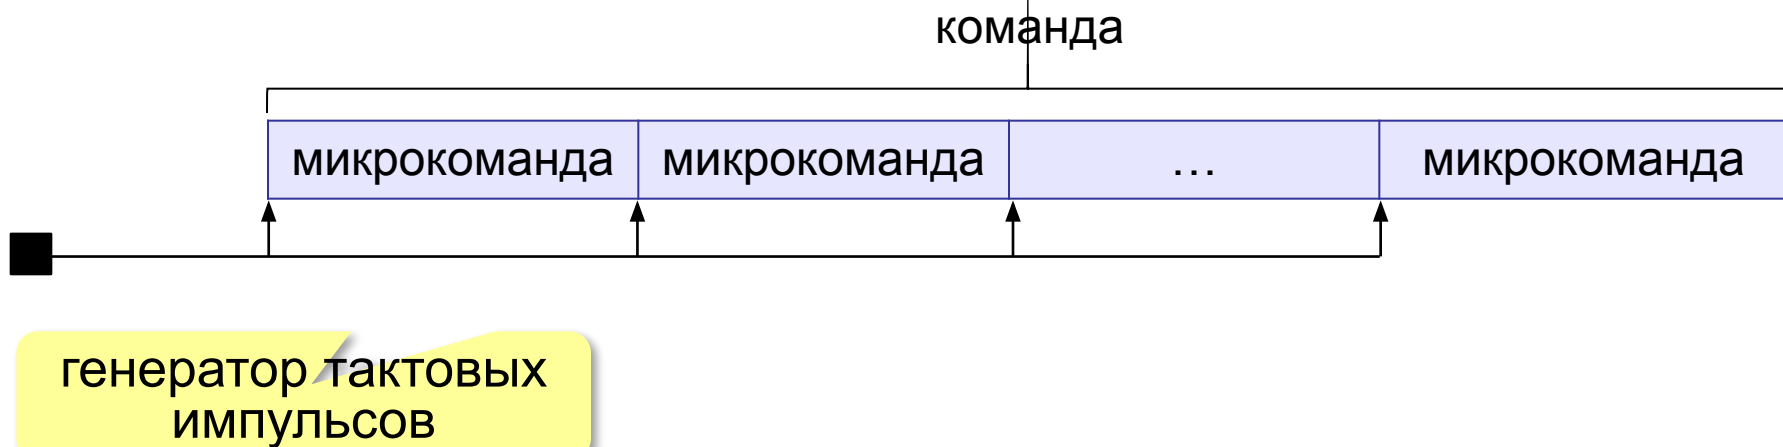 команда
микрокоманда микрокоманда … микрокоманда
генератор тактовых
импульсов